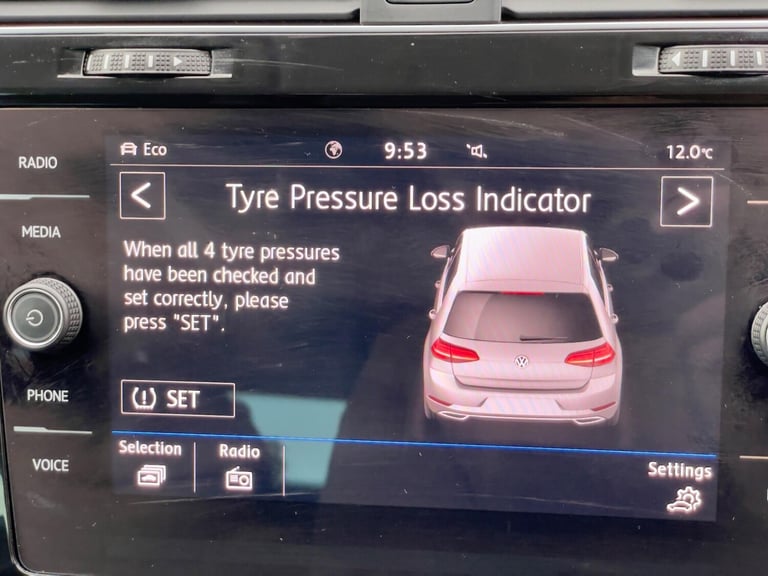 Eco 9:53 12.0°C
RADIO
Tyre Pressure Loss Indicator
MEDIA
When all 4 tyre pressures
have been checked and
set correctly, please
press "SET".
PHONE
SET
VOICE
Selection Radio Settings